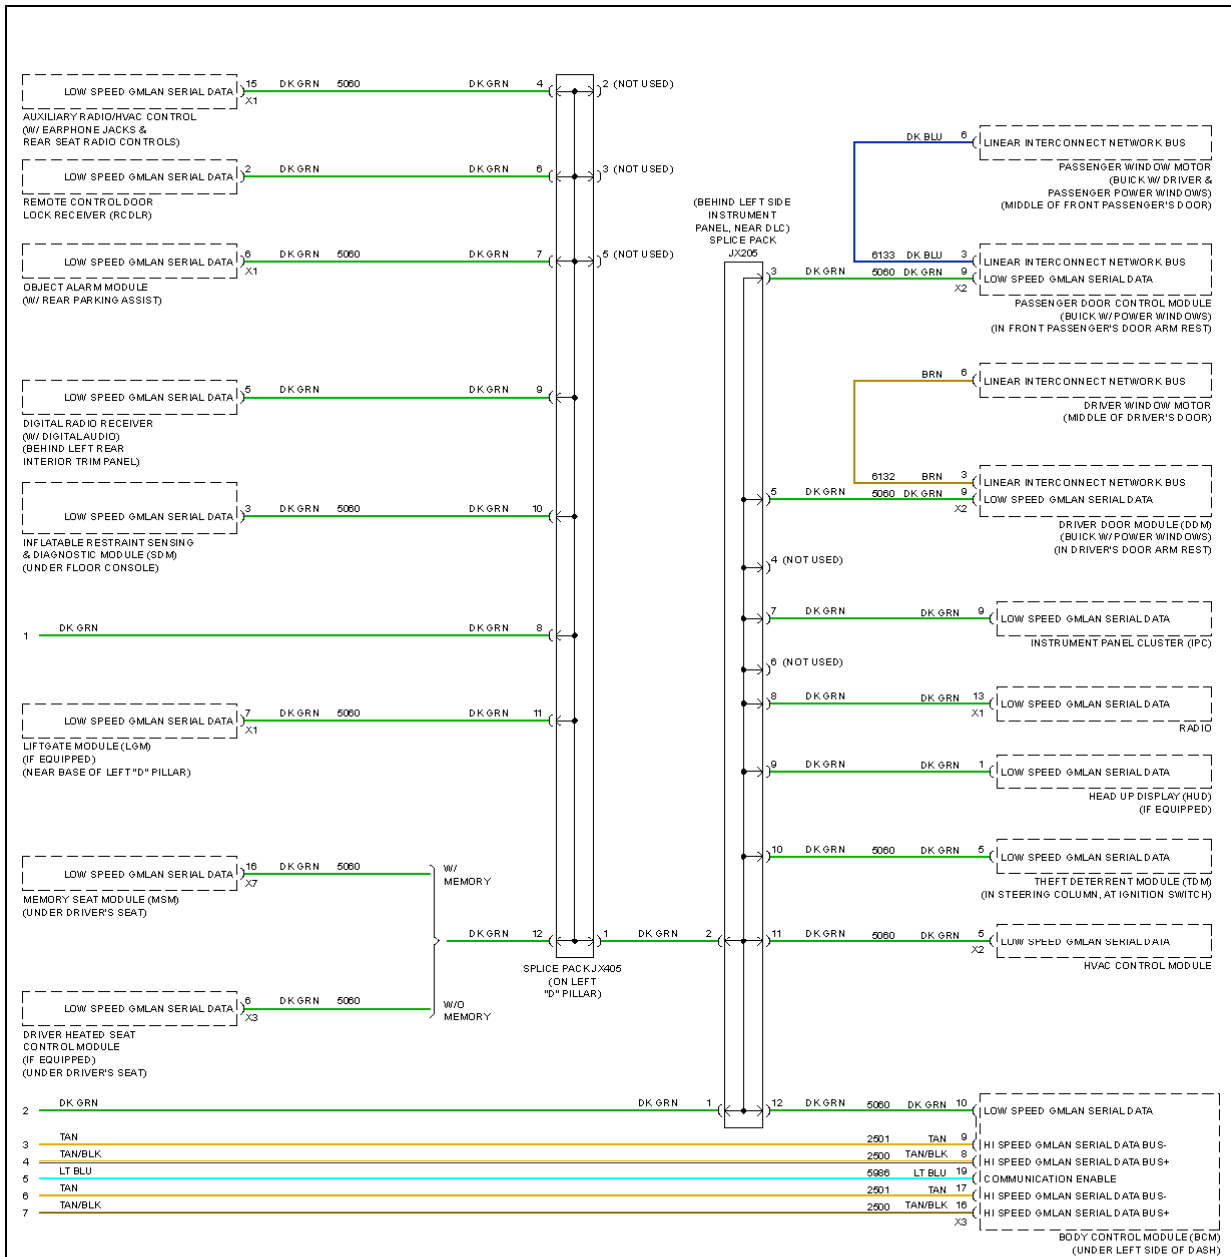 LOW SPEED GMLAN SERIAL DATA 15 DK GRN 5060 DK GRN 4 2 (NOT USED)
X1
AUXILIARY RADIO/HVAC CONTROL
(W/ EARPHONE JACKS &
REAR SEAT RADIO CONTROLS)
LOW SPEED GMLAN SERIAL DATA 2 DK GRN DK GRN 6 3 (NOT USED)
REMOTE CONTROL DOOR
LOCK RECEIVER (RCDLR)
LOW SPEED GMLAN SERIAL DATA 6 DK GRN 5060 DK GRN 7 5 (NOT USED)
X1
OBJECT ALARM MODULE
(W/ REAR PARKING ASSIST)
LOW SPEED GMLAN SERIAL DATA 5 DK GRN DK GRN 9
DIGITAL RADIO RECEIVER
(W/ DIGITAL AUDIO)
(BEHIND LEFT REAR
INTERIOR TRIM PANEL)
LOW SPEED GMLAN SERIAL DATA 3 DK GRN 5060 DK GRN 10
INFLATABLE RESTRAINT SENSING
& DIAGNOSTIC MODULE (SDM)
(UNDER FLOOR CONSOLE)
1 DK GRN DK GRN 8
LOW SPEED GMLAN SERIAL DATA 7 DK GRN 5060 DK GRN 11
X1
LIFTGATE MODULE (LGM)
(IF EQUIPPED)
(NEAR BASE OF LEFT "D" PILLAR)
LOW SPEED GMLAN SERIAL DATA 16 DK GRN 5060
X7
W/
MEMORY
MEMORY SEAT MODULE (MSM)
(UNDER DRIVER'S SEAT)
DK GRN 12 1 DK GRN 2
SPLICE PACK JX405
(ON LEFT
"D" PILLAR)
LOW SPEED GMLAN SERIAL DATA 6 DK GRN 5060
X3
W/O
MEMORY
DRIVER HEATED SEAT
CONTROL MODULE
(IF EQUIPPED)
(UNDER DRIVER'S SEAT)
(BEHIND LEFT SIDE
INSTRUMENT
PANEL, NEAR DLC)
SPLICE PACK
JX205
DK BLU 6 LINEAR INTERCONNECT NETWORK BUS
PASSENGER WINDOW MOTOR
(BUICK W/ DRIVER &
PASSENGER POWER WINDOWS)
(MIDDLE OF FRONT PASSENGER'S DOOR)
6133 DK BLU 3 LINEAR INTERCONNECT NETWORK BUS
3 DK GRN 5060 DK GRN 9 LOW SPEED GMLAN SERIAL DATA
X2
PASSENGER DOOR CONTROL MODULE
(BUICK W/ POWER WINDOWS)
(IN FRONT PASSENGER'S DOOR ARM REST)
BRN 6 LINEAR INTERCONNECT NETWORK BUS
DRIVER WINDOW MOTOR
(MIDDLE OF DRIVER'S DOOR)
6132 BRN 3 LINEAR INTERCONNECT NETWORK BUS
5 DK GRN 5060 DK GRN 9 LOW SPEED GMLAN SERIAL DATA
X2
DRIVER DOOR MODULE (DDM)
(BUICK W/ POWER WINDOWS)
(IN DRIVER'S DOOR ARM REST)
4 (NOT USED)
7 DK GRN DK GRN 9 LOW SPEED GMLAN SERIAL DATA
INSTRUMENT PANEL CLUSTER (IPC)
6 (NOT USED)
8 DK GRN DK GRN 13 LOW SPEED GMLAN SERIAL DATA
X1
RADIO
9 DK GRN DK GRN 1 LOW SPEED GMLAN SERIAL DATA
HEAD UP DISPLAY (HUD)
(IF EQUIPPED)
10 DK GRN 5060 DK GRN 5 LOW SPEED GMLAN SERIAL DATA
THEFT DETERRENT MODULE (TDM)
(IN STEERING COLUMN, AT IGNITION SWITCH)
11 DK GRN 5060 DK GRN 5 LOW SPEED GMLAN SERIAL DATA
X2
HVAC CONTROL MODULE
2 DK GRN DK GRN 1 12 DK GRN 5060 DK GRN 10 LOW SPEED GMLAN SERIAL DATA
3 TAN 2501 TAN 9 HI SPEED GMLAN SERIAL DATA BUS-
4 TAN/BLK 2500 TAN/BLK 8 HI SPEED GMLAN SERIAL DATA BUS+
5 LT BLU 5986 LT BLU 19 COMMUNICATION ENABLE
6 TAN 2501 TAN 17 HI SPEED GMLAN SERIAL DATA BUS-
7 TAN/BLK 2500 TAN/BLK 16 HI SPEED GMLAN SERIAL DATA BUS+
X3
BODY CONTROL MODULE (BCM)
(UNDER LEFT SIDE OF DASH)